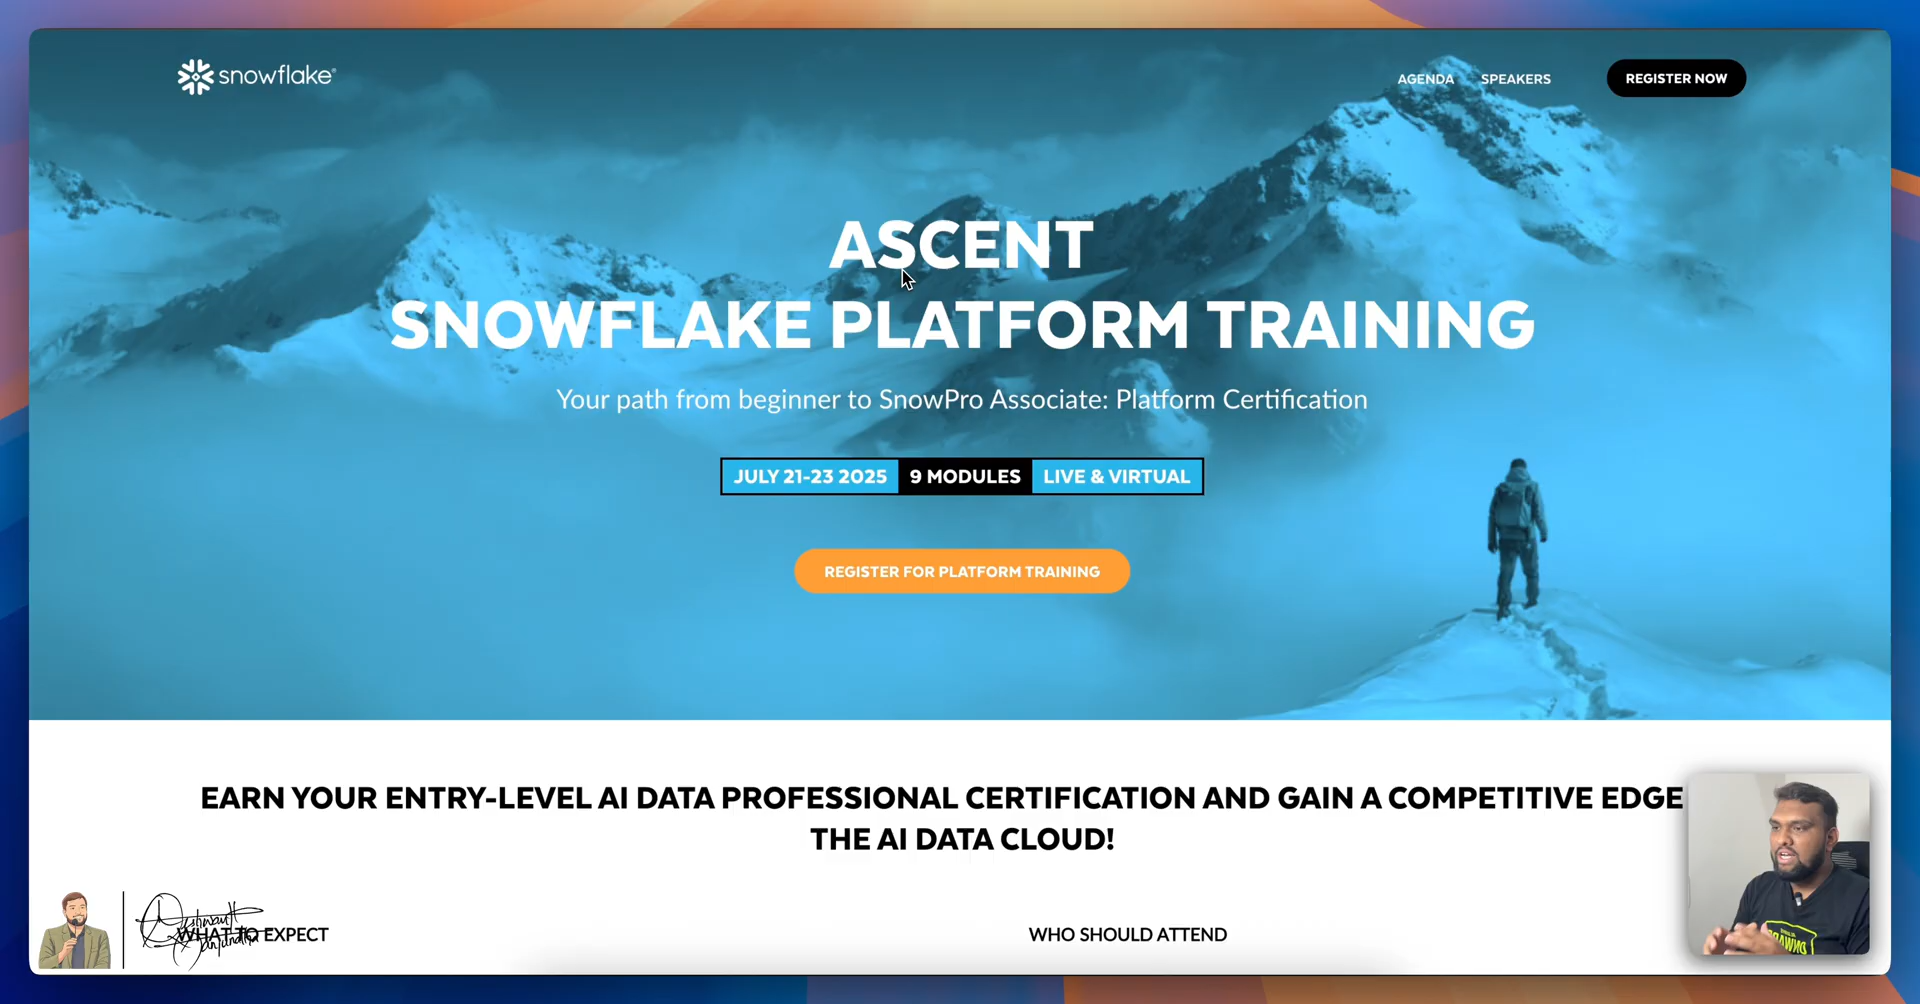 snowflake®
AGENDA
SPEAKERS
REGISTER NOW
ASCENT
SNOWFLAKE PLATFORM TRAINING
Your path from beginner to SnowPro Associate: Platform Certification
JULY 21-23 2025
9 MODULES
LIVE & VIRTUAL
REGISTER FOR PLATFORM TRAINING
EARN YOUR ENTRY-LEVEL AI DATA PROFESSIONAL CERTIFICATION AND GAIN A COMPETITIVE EDGE
THE AI DATA CLOUD!
WHAT TO EXPECT
WHO SHOULD ATTEND